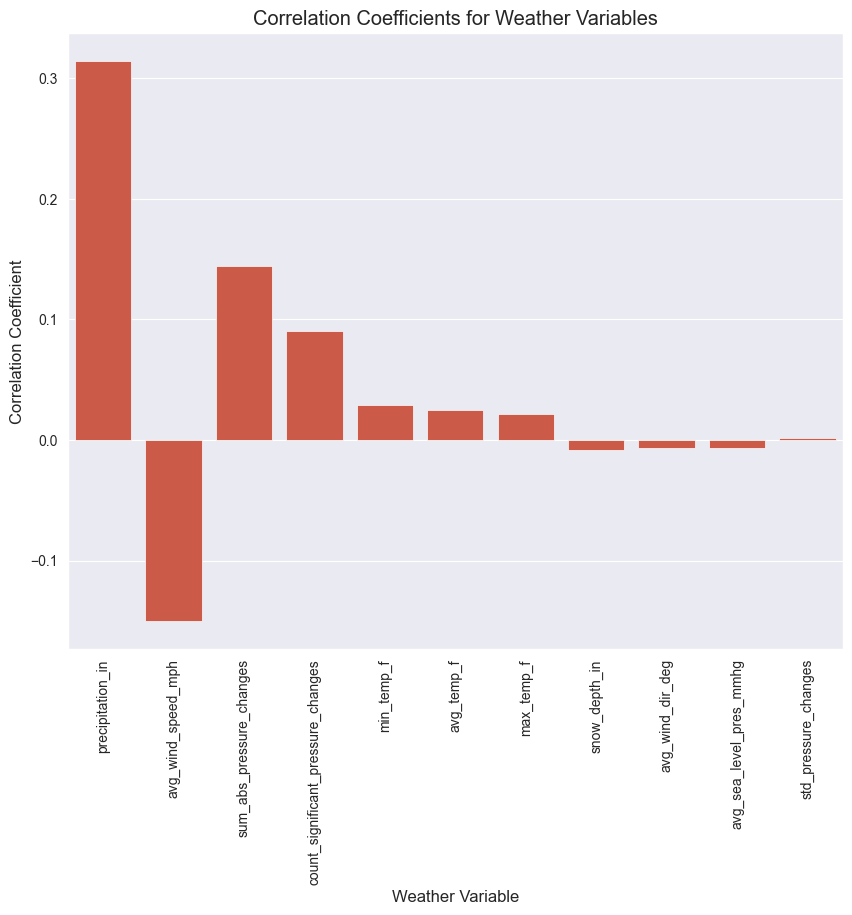 Correlation Coefficients for Weather Variables
Correlation Coefficient
0.3
0.2
0.1
0.0
−0.1
precipitation_in
avg_wind_speed_mph
sum_abs_pressure_changes
count_significant_pressure_changes
min_temp_f
avg_temp_f
max_temp_f
snow_depth_in
avg_wind_dir_deg
avg_sea_level_pres_mmhg
std_pressure_changes
Weather Variable